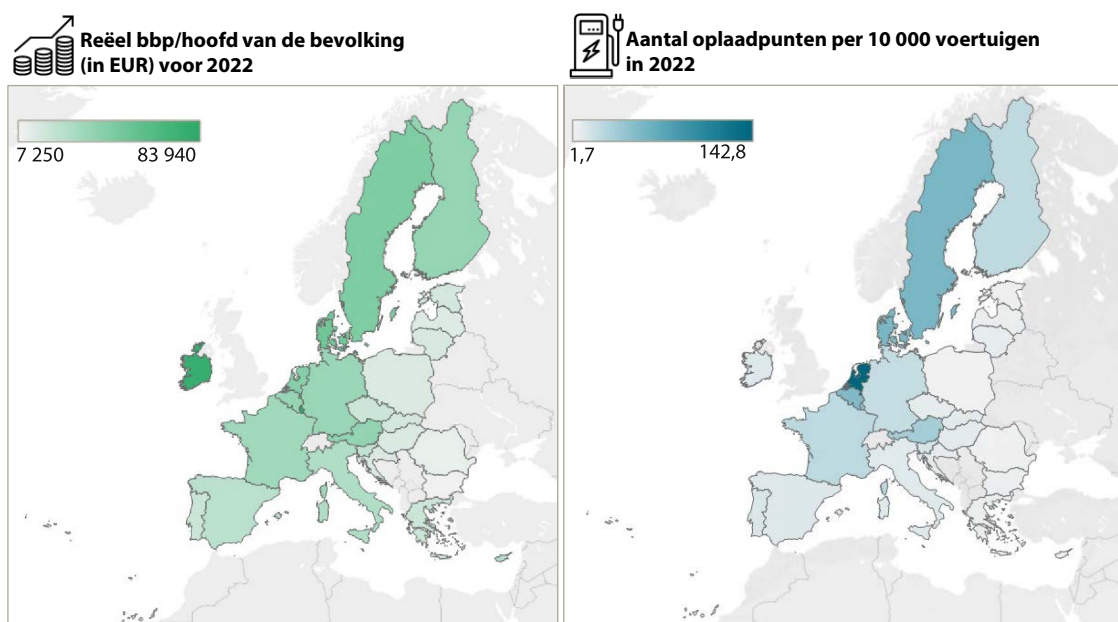 Reëel bbp/hoofd van de bevolking
(in EUR) voor 2022
7 250
83 940
Aantal oplaadpunten per 10 000 voertuigen
in 2022
1,7
142,8